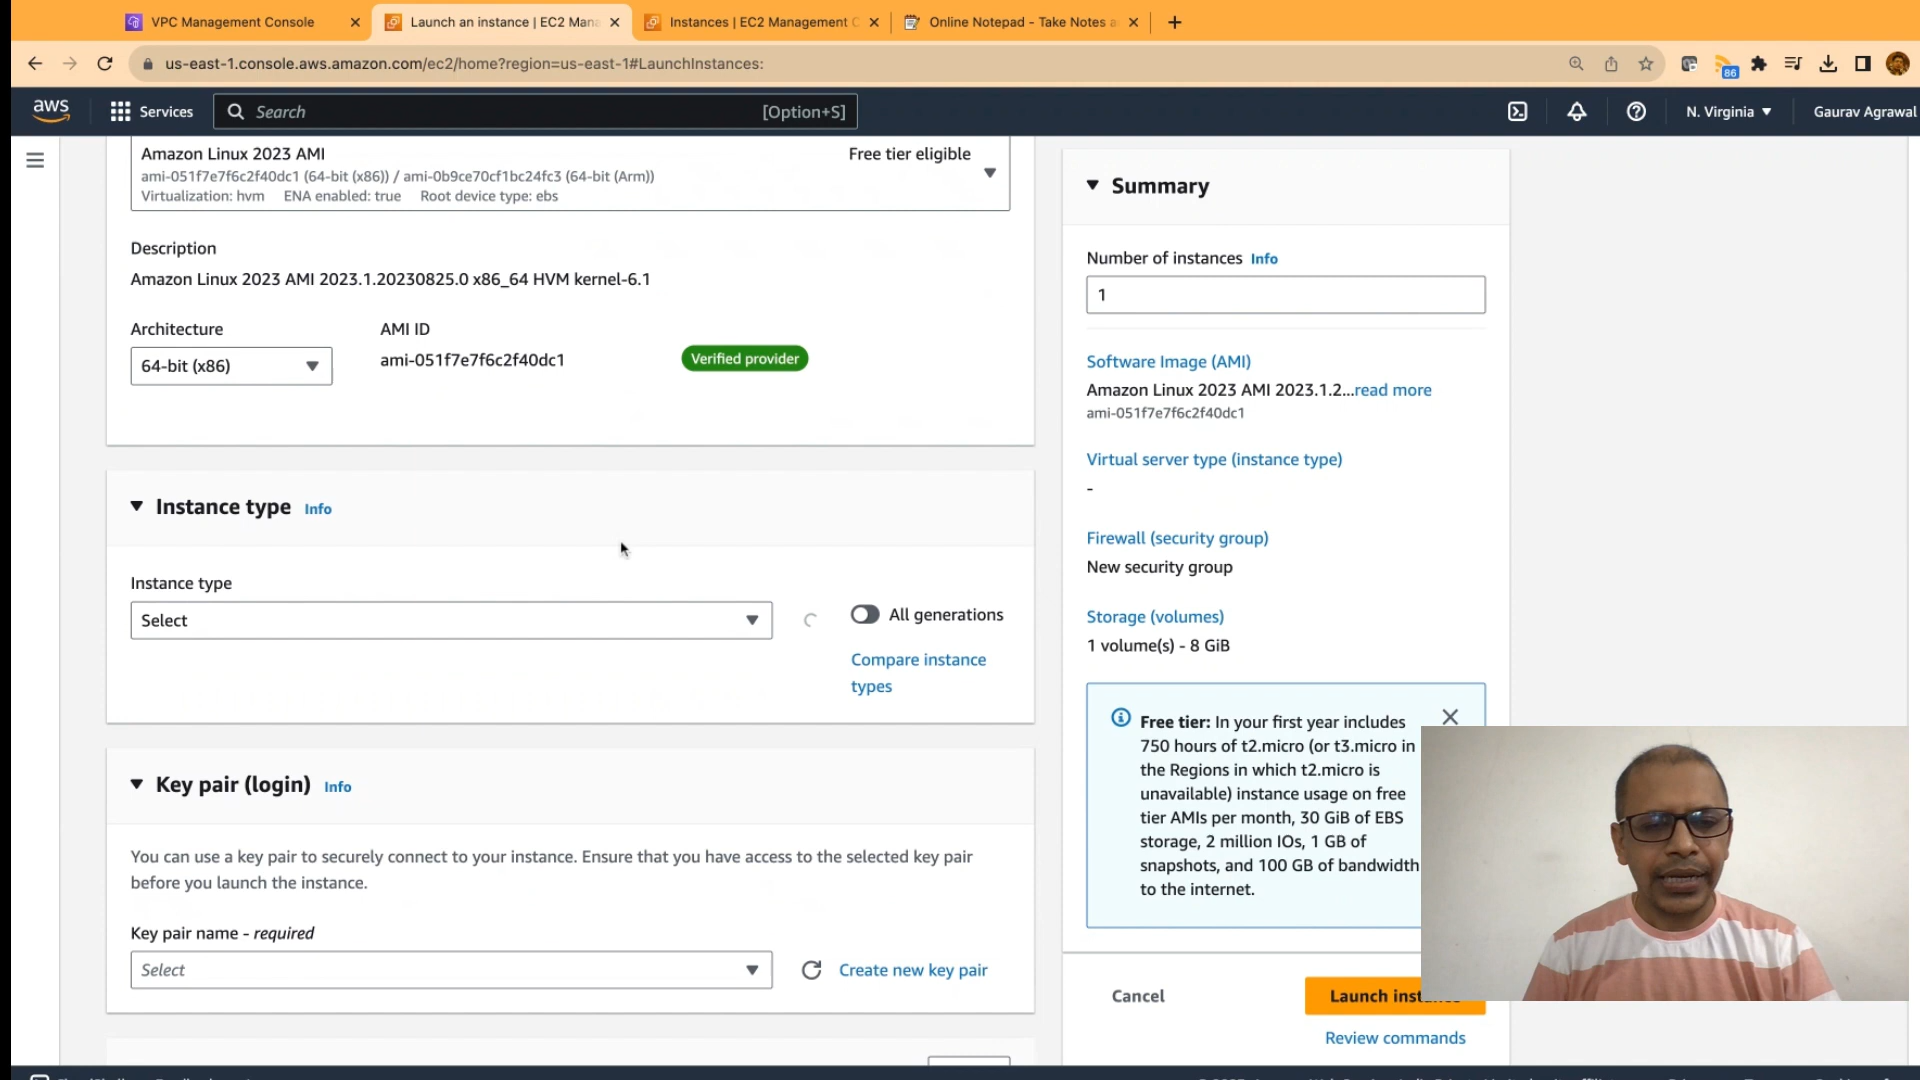 VPC Management Console
Launch an instance | EC2 Mana
Instances | EC2 Management C
Online Notepad - Take Notes a
us-east-1.console.aws.amazon.com/ec2/home?region=us-east-1#LaunchInstances:
86
aws
Services
Search
[Option+S]
N. Virginia
Gaurav Agrawal
Amazon Linux 2023 AMI
Free tier eligible
ami-051f7e7f6c2f40dc1 (64-bit (x86)) / ami-0b9ce70cf1bc24fc3 (64-bit (Arm))
Virtualization: hvm ENA enabled: true Root device type: ebs
Description
Amazon Linux 2023 AMI 2023.1.20230825.0 x86_64 HVM kernel-6.1
Architecture
AMI ID
64-bit (x86)
ami-051f7e7f6c2f40dc1
Verified provider
Instance type Info
Instance type
Select
All generations
Compare instance
types
Key pair (login) Info
You can use a key pair to securely connect to your instance. Ensure that you have access to the selected key pair
before you launch the instance.
Key pair name - required
Select
Create new key pair
Summary
Number of instances Info
1
Software Image (AMI)
Amazon Linux 2023 AMI 2023.1.2...read more
ami-051f7e7f6c2f40dc1
Virtual server type (instance type)
-
Firewall (security group)
New security group
Storage (volumes)
1 volume(s) - 8 GiB
Free tier: In your first year includes
750 hours of t2.micro (or t3.micro in
the Regions in which t2.micro is
unavailable) instance usage on free
tier AMIs per month, 30 GiB of EBS
storage, 2 million IOs, 1 GB of
snapshots, and 100 GB of bandwidth
to the internet.
Cancel
Launch
Review commands